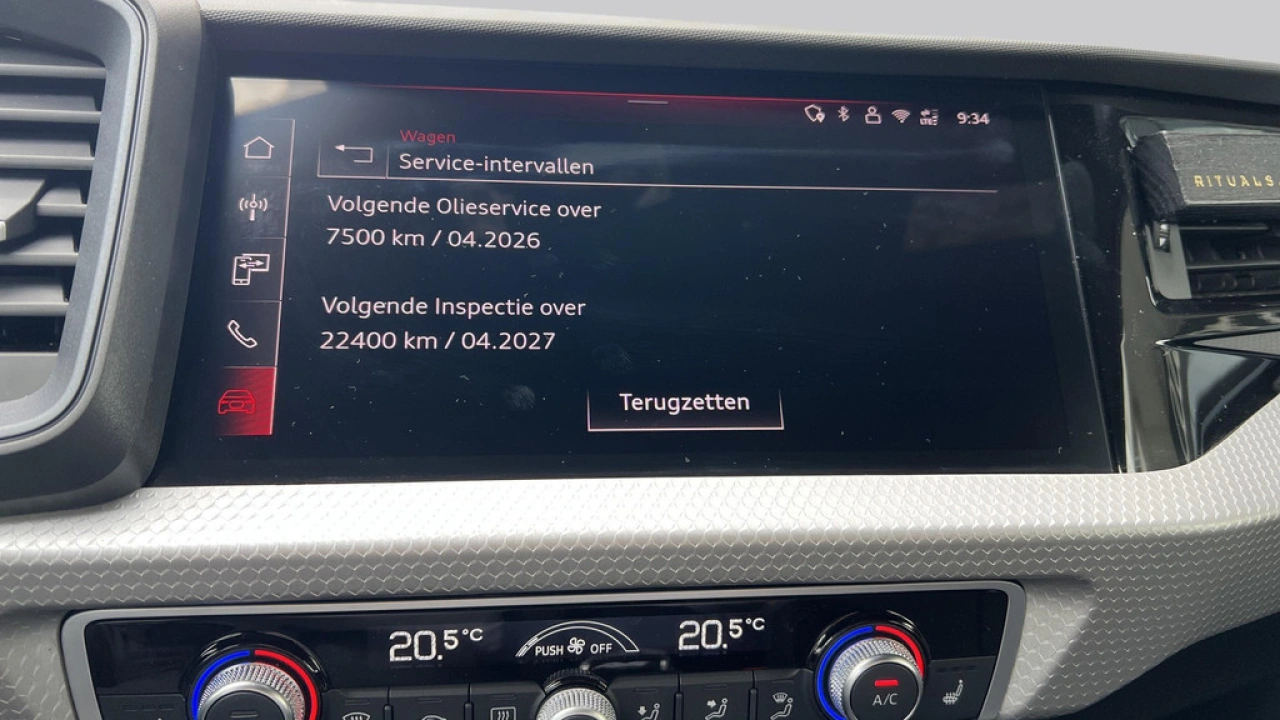 9:34
Wagen
Service-intervallen
Volgende Olieservice over
7500 km / 04.2026
Volgende Inspectie over
22400 km / 04.2027
Terugzetten
RITUALS
20.5°C
PUSH OFF
20.5°C
A/C